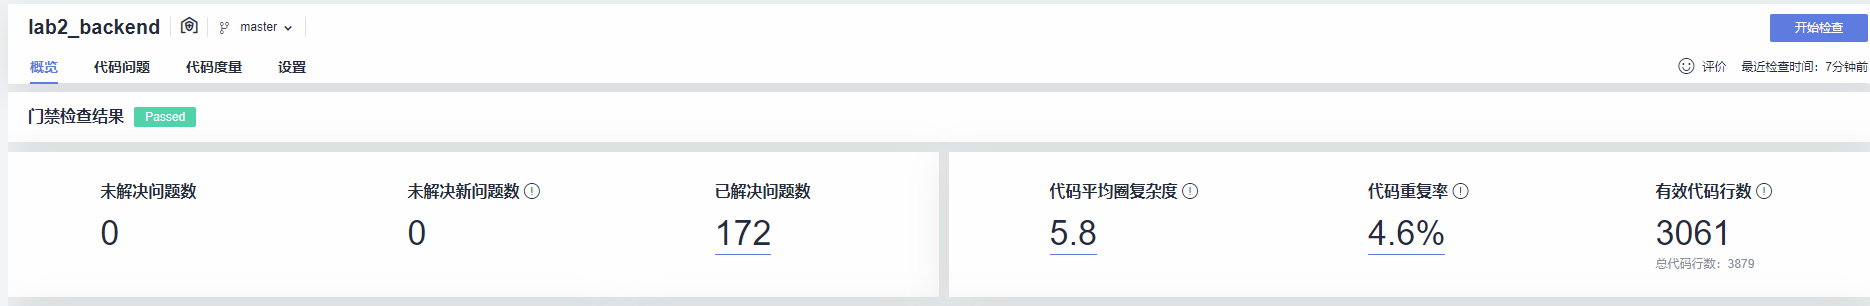 lab2_backend master 开始检查
概览 代码问题 代码度量 设置 评价 最近检查时间：7分钟前
门禁检查结果 Passed
未解决问题数 未解决新问题数 已解决问题数 代码平均圈复杂度 代码重复率 有效代码行数
0 0 172 5.8 4.6% 3061
总代码行数：3879